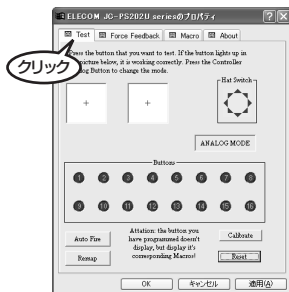 ELECOM JC-PS202U seriesのプロパティ
Test
Force Feedback
Macro
About
クリック
Press the button that you want to test. If the button lights up in
picture below, it is working correctly. Press the Controller
Button to change the mode.
Hat Switch
ANALOG MODE
Buttons
1 2 3 4 5 6 7 8
9 10 11 12 13 14 15 16
Auto Fire
Remap
Attation: the button you
have programmed doesn't
display, but display it's
corresponding Macros!
Calibrate
Reset
OK
キャンセル
適用(A)